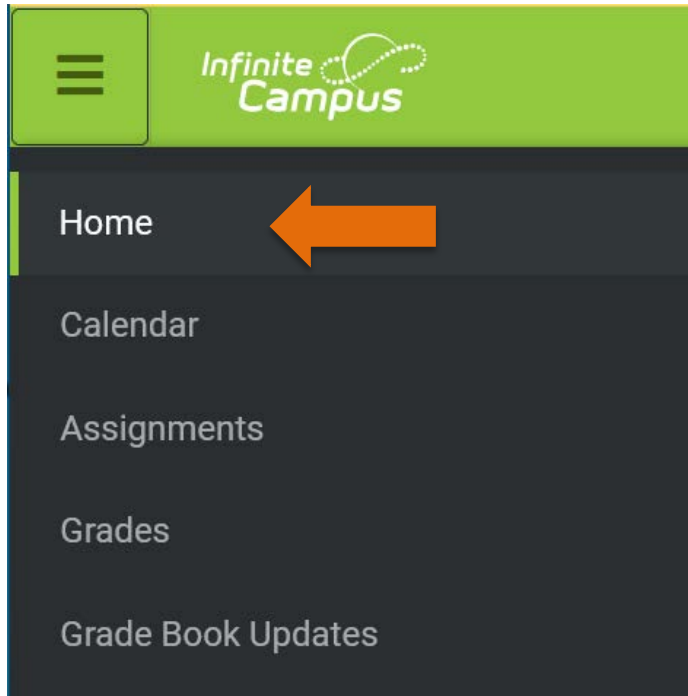 Infinite
Campus
Home
Calendar
Assignments
Grades
Grade Book Updates